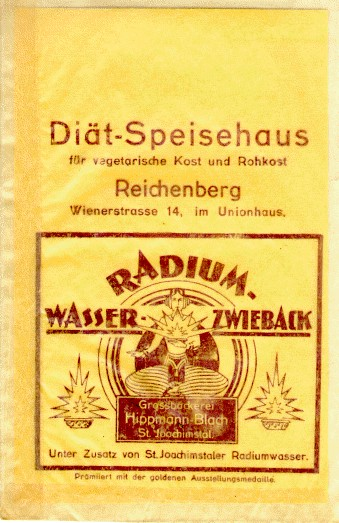 Diät-Speisehaus
für vegetarische Kost und Rohkost
Reichenberg
Wienerstrasse 14, im Unionhaus.
RADIUM-
WASSER-ZWIEBACK
Grossbäckerei
Hippmann-Blach
St. Joachimstal.
Unter Zusatz von St. Joachimstaler Radiumwasser.
Prämiiert mit der goldenen Ausstellungsmedaille.